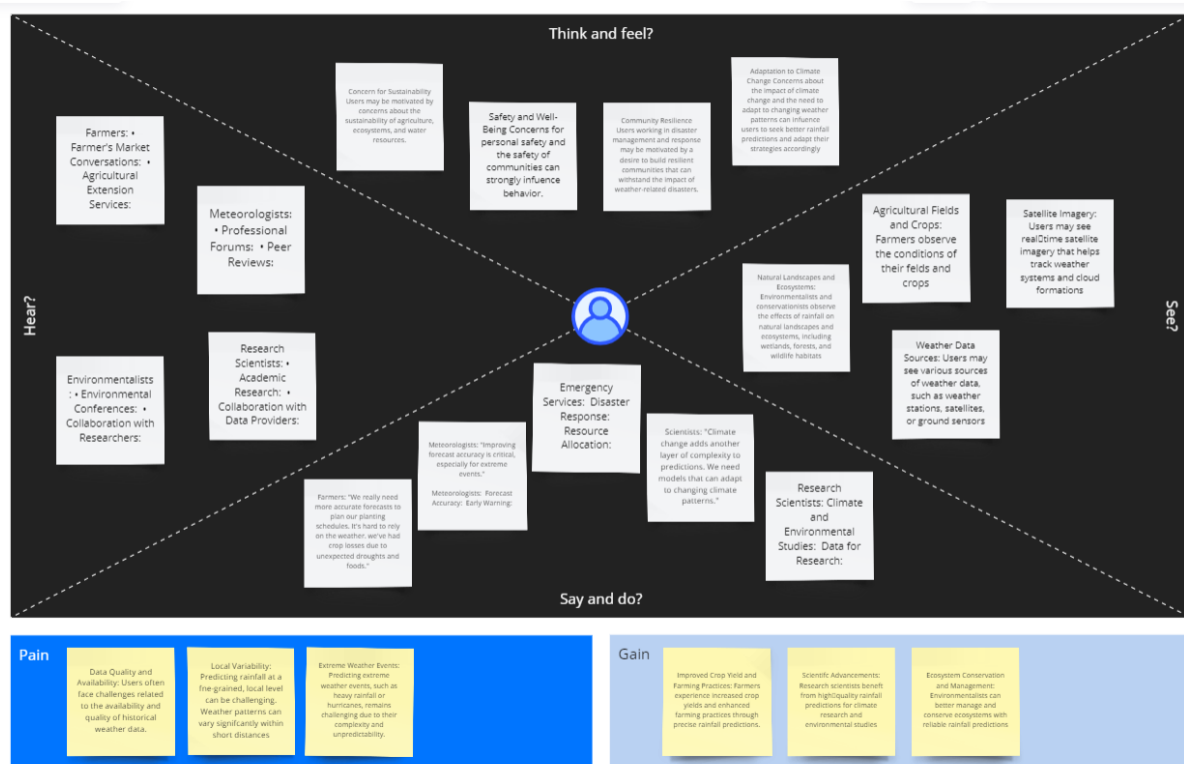 Think and feel?
Concern for Sustainability
Users may be motivated by
concerns about the
sustainability of agriculture,
ecosystems, and water
resources.
Safety and Well-
Being Concerns for
personal safety and
the safety of
communities can
strongly infuence
behavior.
Community Resilience
Users working in disaster
management and response
may be motivated by a
desire to build resilient
communities that can
withstand the impact of
weather-related disasters.
Adaptation to Climate
Change Concerns about
the impact of climate
change and the need to
adapt to changing weather
patterns can influence
users to seek better rainfall
predictions and adapt their
strategies accordingly
Hear?
Farmers: •
Farmer's Market
Conversations: •
Agricultural
Extension
Services:
Meteorologists:
• Professional
Forums: • Peer
Reviews:
Research
Scientists: •
Academic
Research: •
Collaboration with
Data Providers:
Environmentalists
: • Environmental
Conferences: •
Collaboration with
Researchers:
See?
Agricultural Fields
and Crops:
Farmers observe
the conditions of
their felds and
crops
Satellite Imagery:
Users may see
real▯time satellite
imagery that helps
track weather
systems and cloud
formations
Natural Landscapes and
Ecosystems:
Environmentalists and
conservationists observe
the effects of rainfall on
natural landscapes and
ecosystems, including
wetlands, forests, and
wildlife habitats
Weather Data
Sources: Users may
see various sources
of weather data,
such as weather
stations, satellites,
or ground sensors
Farmers: "We really need
more accurate forecasts to
plan our planting
schedules. It's hard to rely
on the weather. we've had
crop losses due to
unexpected droughts and
foods."
Meteorologists: "Improving
forecast accuracy is critical,
especially for extreme
events."
Meteorologists: Forecast
Accuracy: Early Warning:
Emergency
Services: Disaster
Response:
Resource
Allocation:
Scientists: "Climate
change adds another
layer of complexity to
predictions. We need
models that can adapt
to changing climate
patterns."
Research
Scientists: Climate
and
Environmental
Studies: Data for
Research:
Say and do?
Pain
Data Quality and
Availability: Users often
face challenges related
to the availability and
quality of historical
weather data.
Local Variability:
Predicting rainfall at a
fne-grained, local level
can be challenging.
Weather patterns can
vary signifcantly within
short distances
Extreme Weather Events:
Predicting extreme
weather events, such as
heavy rainfall or
hurricanes, remains
challenging due to their
complexity and
unpredictability.
Gain
Improved Crop Yield and
Farming Practices: Farmers
experience increased crop
yields and enhanced
farming practices through
precise rainfall predictions.
Scientifc Advancements:
Research scientists beneft
from high▯quality rainfall
predictions for climate
research and
environmental studies
Ecosystem Conservation
and Management:
Environmentalists can
better manage and
conserve ecosystems with
reliable rainfall predictions